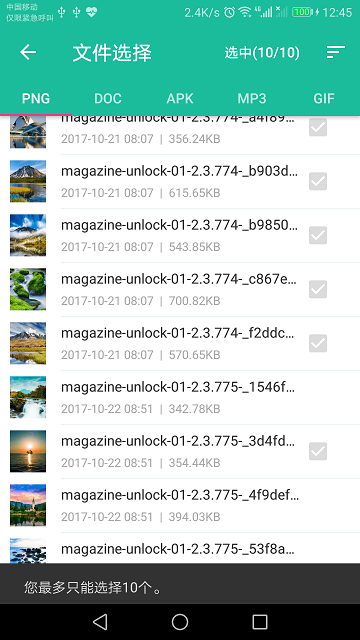 中国移动
仅限紧急呼叫
2.4K/s
4G
100
12:45
文件选择
选中(10/10)
PNG
DOC
APK
MP3
GIF
magazine-unlock-01-2.3.774-_a4f89...
2017-10-21 08:07 | 356.24KB
magazine-unlock-01-2.3.774-_b903d...
2017-10-21 08:07 | 615.65KB
magazine-unlock-01-2.3.774-_b9850...
2017-10-21 08:07 | 543.85KB
magazine-unlock-01-2.3.774-_c867e...
2017-10-21 08:07 | 700.82KB
magazine-unlock-01-2.3.774-_f2ddc...
2017-10-21 08:07 | 570.65KB
magazine-unlock-01-2.3.775-_1546f...
2017-10-22 08:51 | 342.78KB
magazine-unlock-01-2.3.775-_3d4fd...
2017-10-22 08:51 | 354.44KB
magazine-unlock-01-2.3.775-_4f9def...
2017-10-22 08:51 | 394.03KB
magazine-unlock-01-2.3.775-_53f8a...
您最多只能选择10个。